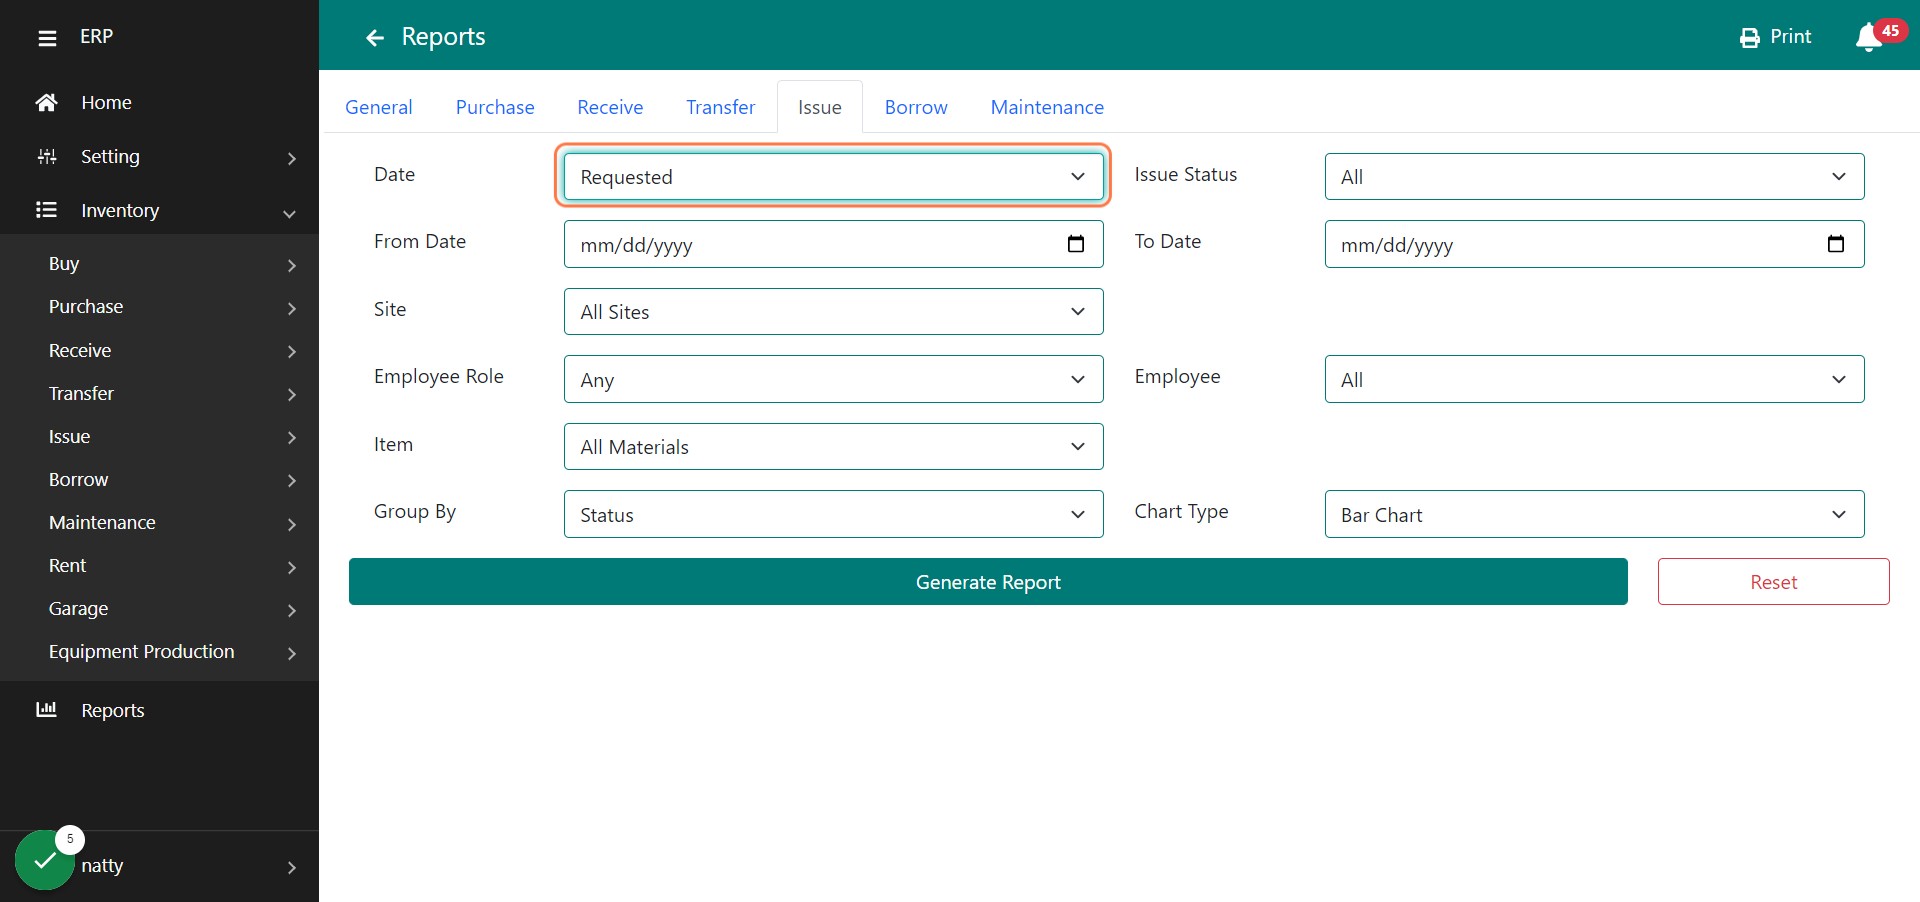 ERP
Home
Setting
Inventory
Buy
Purchase
Receive
Transfer
Issue
Borrow
Maintenance
Rent
Garage
Equipment Production
Reports
5
natty
Reports
Print
45
General Purchase Receive Transfer Issue Borrow Maintenance
Date Requested Issue Status All
From Date mm/dd/yyyy To Date mm/dd/yyyy
Site All Sites
Employee Role Any Employee All
Item All Materials
Group By Status Chart Type Bar Chart
Generate Report Reset